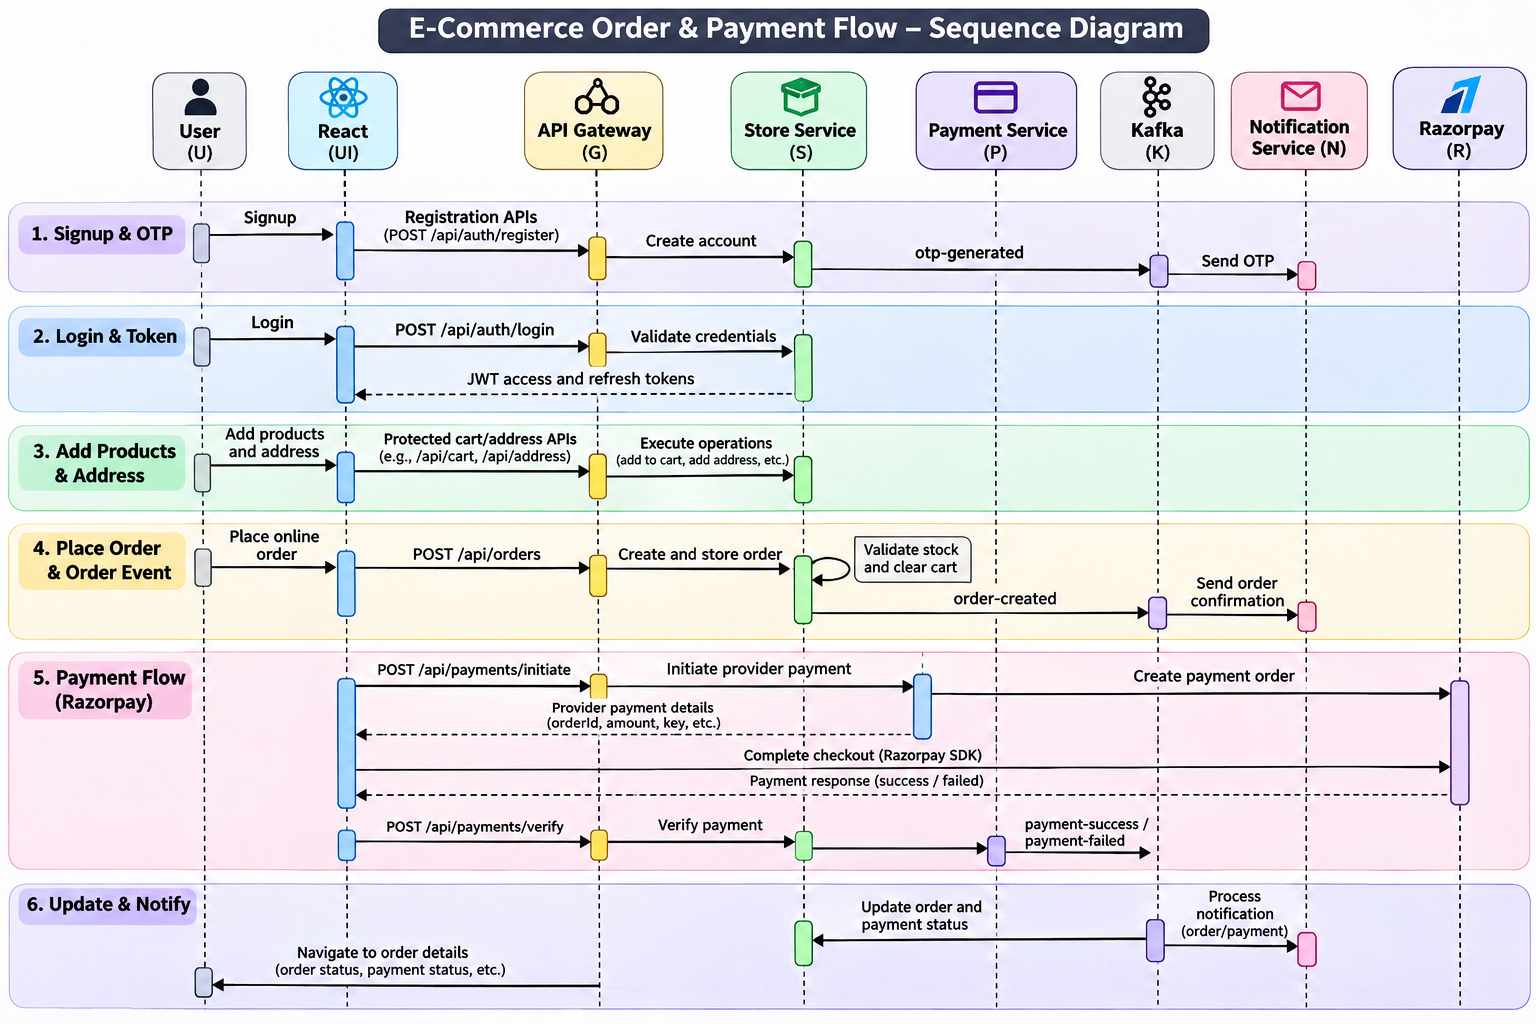 E-Commerce Order & Payment Flow – Sequence Diagram
User
(U)
React
(UI)
API Gateway
(G)
Store Service
(S)
Payment Service
(P)
Kafka
(K)
Notification
Service (N)
Razorpay
(R)
1. Signup & OTP
Signup
Registration APIs
(POST /api/auth/register)
Create account
otp-generated
Send OTP
2. Login & Token
Login
POST /api/auth/login
Validate credentials
JWT access and refresh tokens
3. Add Products
& Address
Add products
and address
Protected cart/address APIs
(e.g., /api/cart, /api/address)
Execute operations
(add to cart, add address, etc.)
4. Place Order
& Order Event
Place online
order
POST /api/orders
Create and store order
Validate stock
and clear cart
order-created
Send order
confirmation
5. Payment Flow
(Razorpay)
POST /api/payments/initiate
Initiate provider payment
Create payment order
Provider payment details
(orderId, amount, key, etc.)
Complete checkout (Razorpay SDK)
Payment response (success / failed)
POST /api/payments/verify
Verify payment
payment-success /
payment-failed
6. Update & Notify
Update order and
payment status
Process
notification
(order/payment)
Navigate to order details
(order status, payment status, etc.)